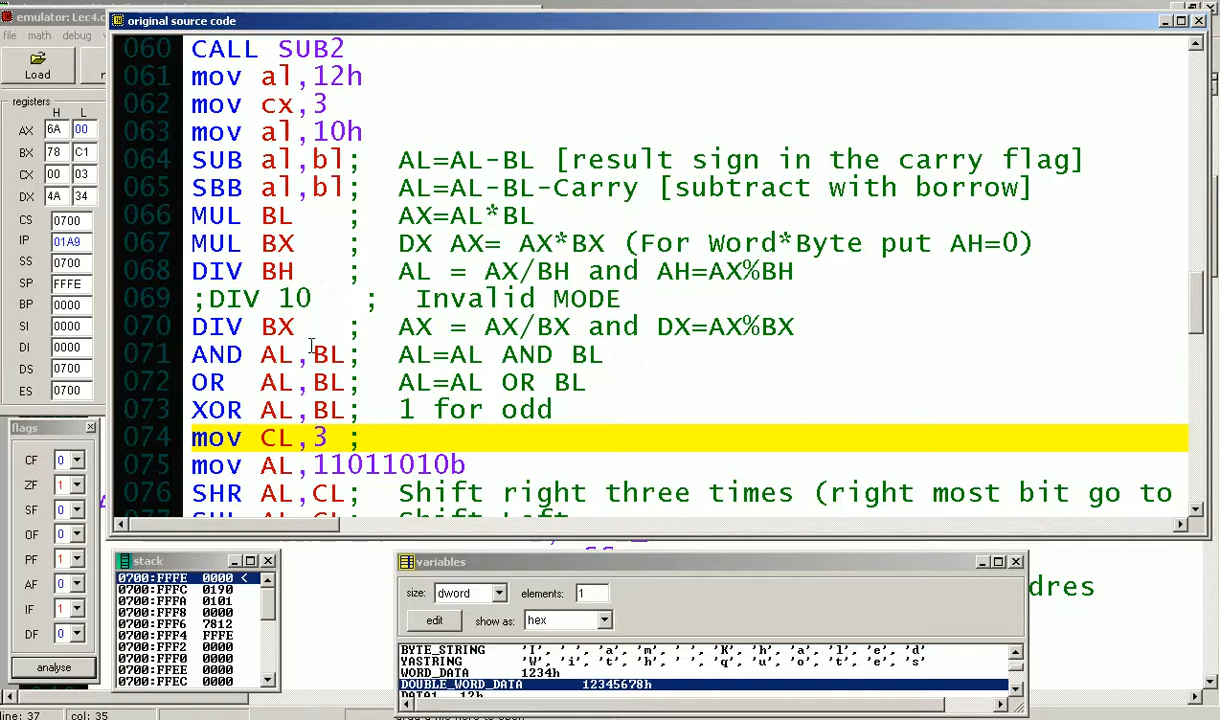 emulator: Lec4.c
original source code
file math debug
Load
registers
H L
AX 6A 00
BX 78 C1
CX 00 03
DX 4A 34
CS 0700
IP 01A9
SS 0700
SP FFFE
BP 0000
SI 0000
DI 0000
DS 0700
ES 0700
060 CALL SUB2
061 mov al,12h
062 mov cx,3
063 mov al,10h
064 SUB al,bl; AL=AL-BL [result sign in the carry flag]
065 SBB al,bl; AL=AL-BL-Carry [subtract with borrow]
066 MUL BL ; AX=AL*BL
067 MUL BX ; DX AX= AX*BX (For Word*Byte put AH=0)
068 DIV BH ; AL = AX/BH and AH=AX%BH
069 ;DIV 10 ; Invalid MODE
070 DIV BX ; AX = AX/BX and DX=AX%BX
071 AND AL,BL; AL=AL AND BL
072 OR AL,BL; AL=AL OR BL
073 XOR AL,BL; 1 for odd
074 mov CL,3 ;
075 mov AL,11011010b
076 SHR AL,CL; Shift right three times (right most bit go to
flags
CF 0
ZF 1
SF 0
OF 0
PF 1
AF 0
IF 1
DF 0
analyse
stack
0700:FFFE 0000 <
0700:FFFC 0190
0700:FFFA 0101
0700:FFF8 0000
0700:FFF6 7812
0700:FFF4 FFFE
0700:FFF2 0000
0700:FFF0 0000
0700:FFEE 0000
0700:FFEC 0000
variables
size: dword elements: 1
edit show as: hex
BYTE_STRING 'I', ' ', 'a', 'm', ' ', 'K', 'h', 'a', 'l', 'e', 'd'
YASTRING 'W', 'i', 't', 'h', ' ', 'q', 'u', 'o', 't', 'e', 's'
WORD_DATA 1234h
DOUBLE_WORD_DATA 12345678h
DATA1 12h
dres
line: 37 col: 35
drag a file here to open